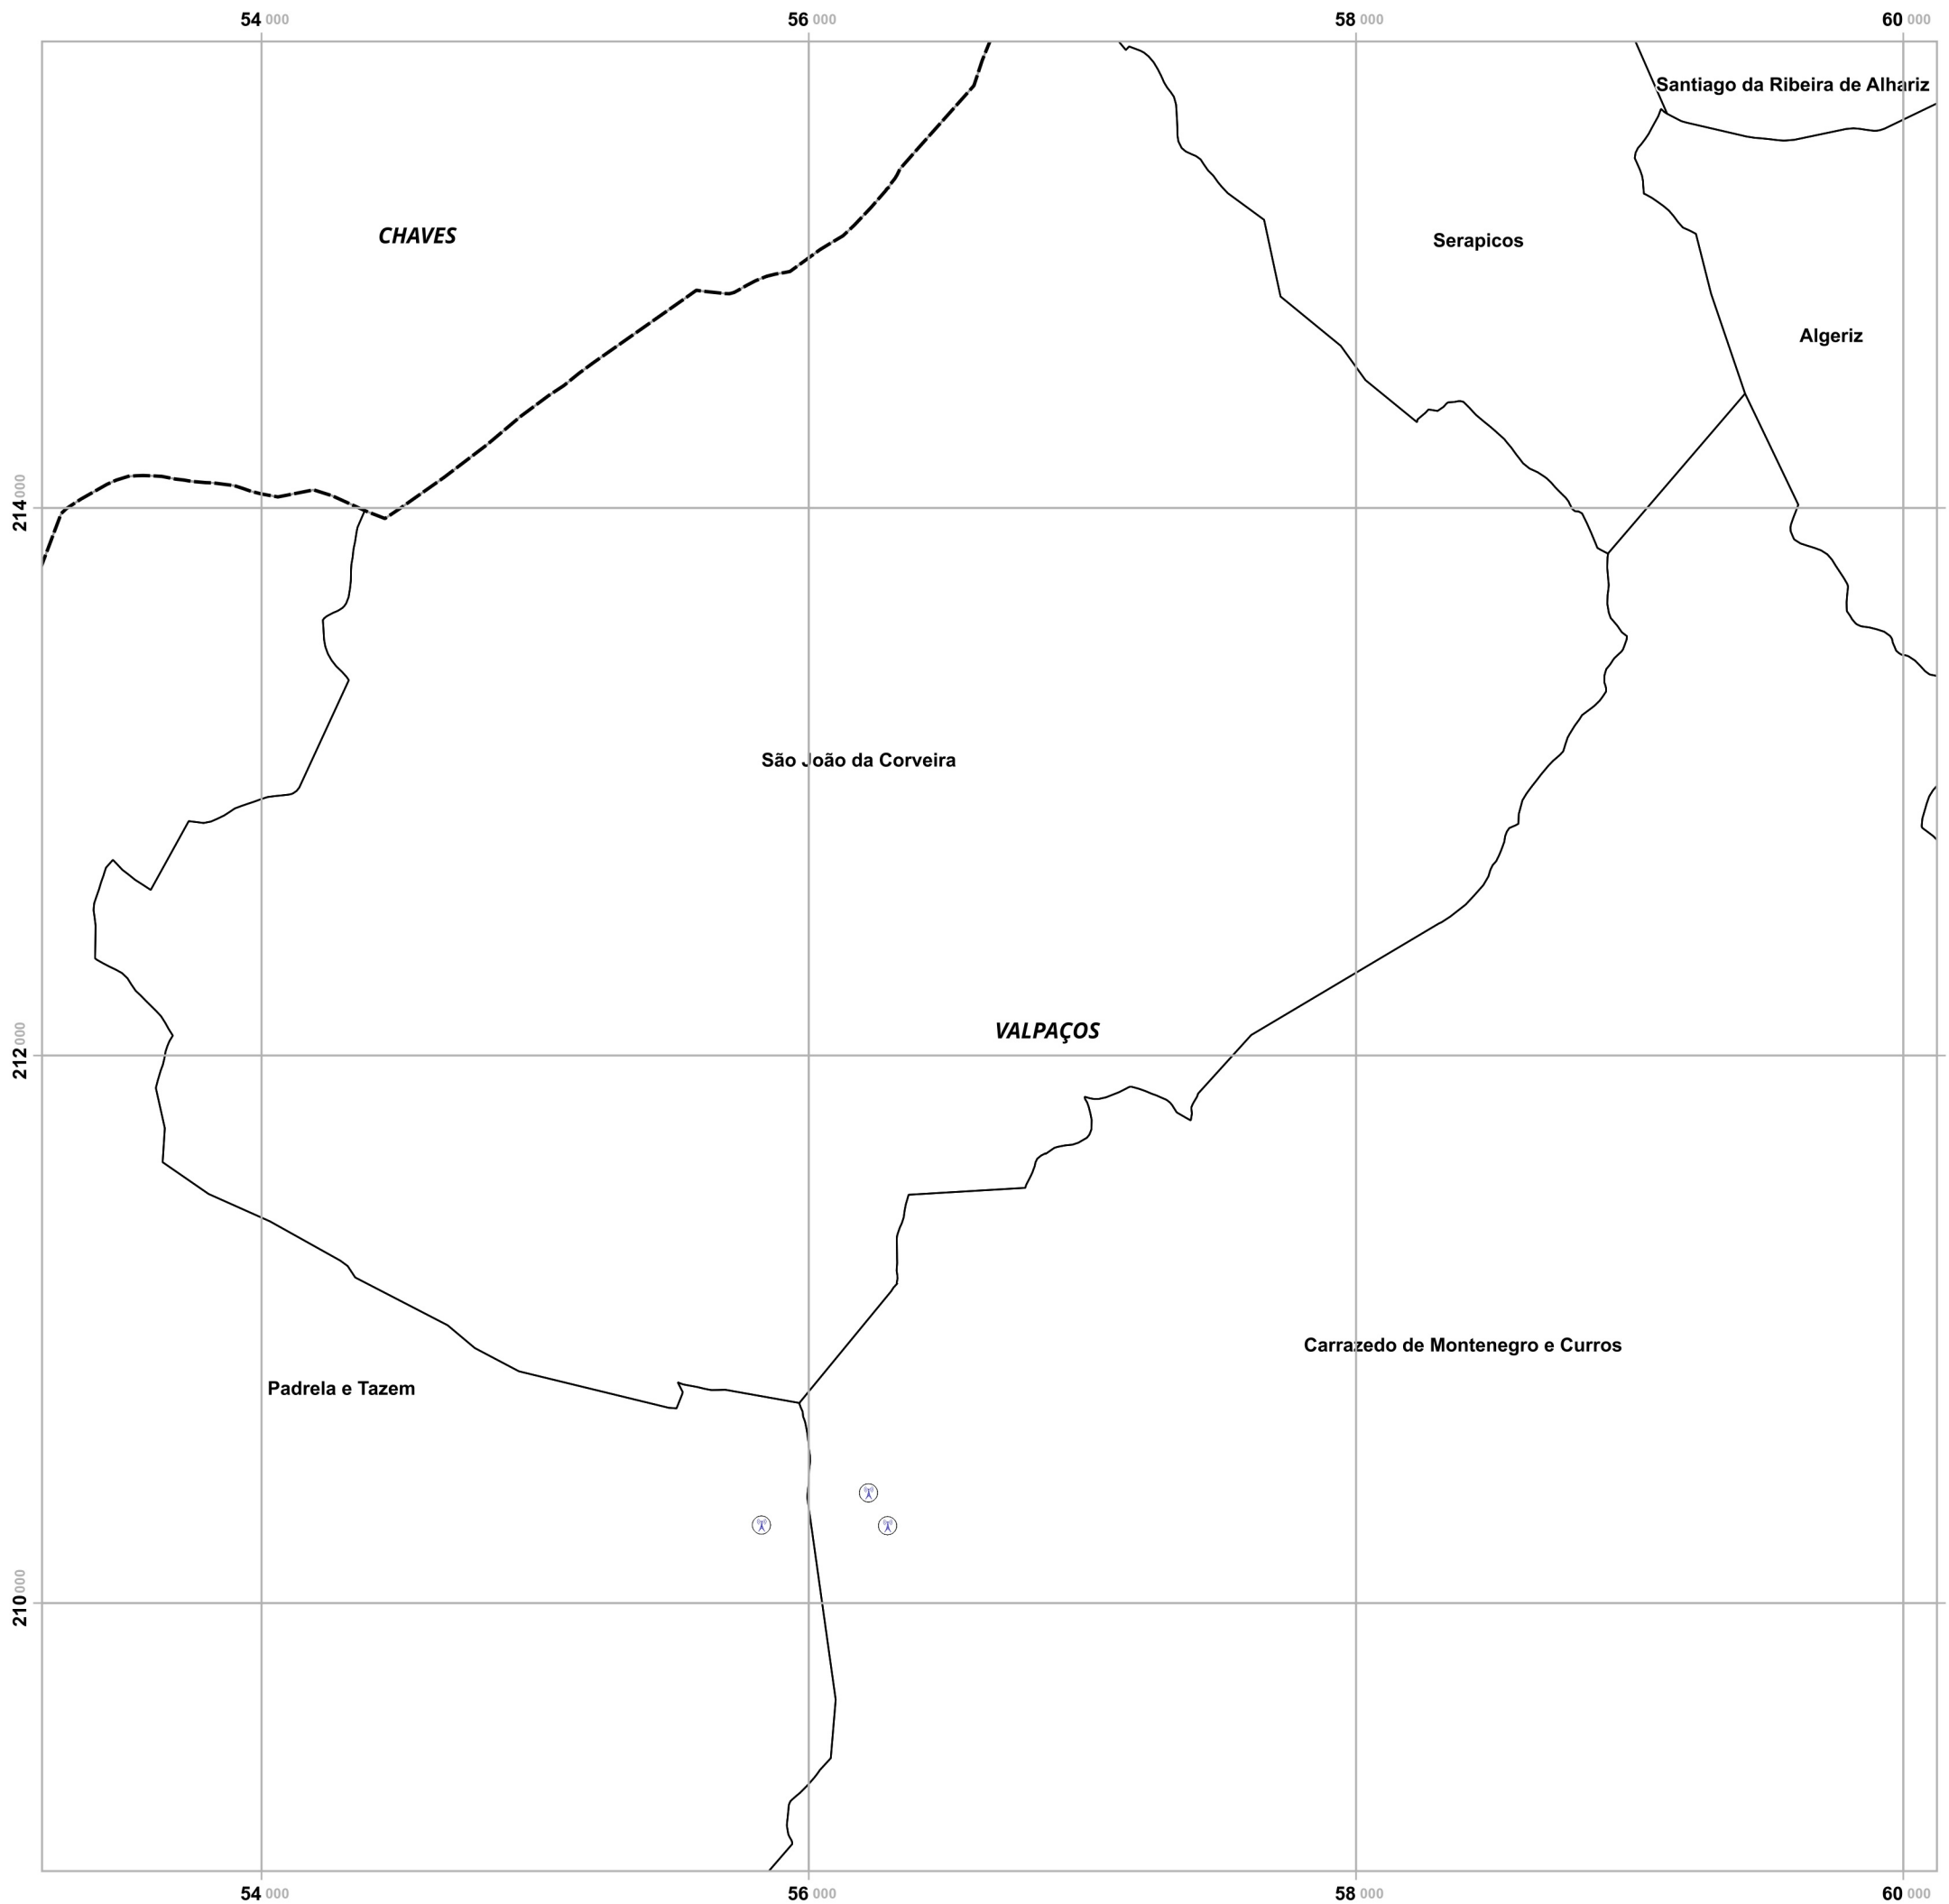 54 000 56 000 58 000 60 000
Santiago da Ribeira de Alhariz
CHAVES
Serapicos
Algeriz
214 000
São João da Corveira
VALPAÇOS
212 000
Carrazedo de Montenegro e Curros
Padrela e Tazem
210 000
54 000 56 000 58 000 60 000